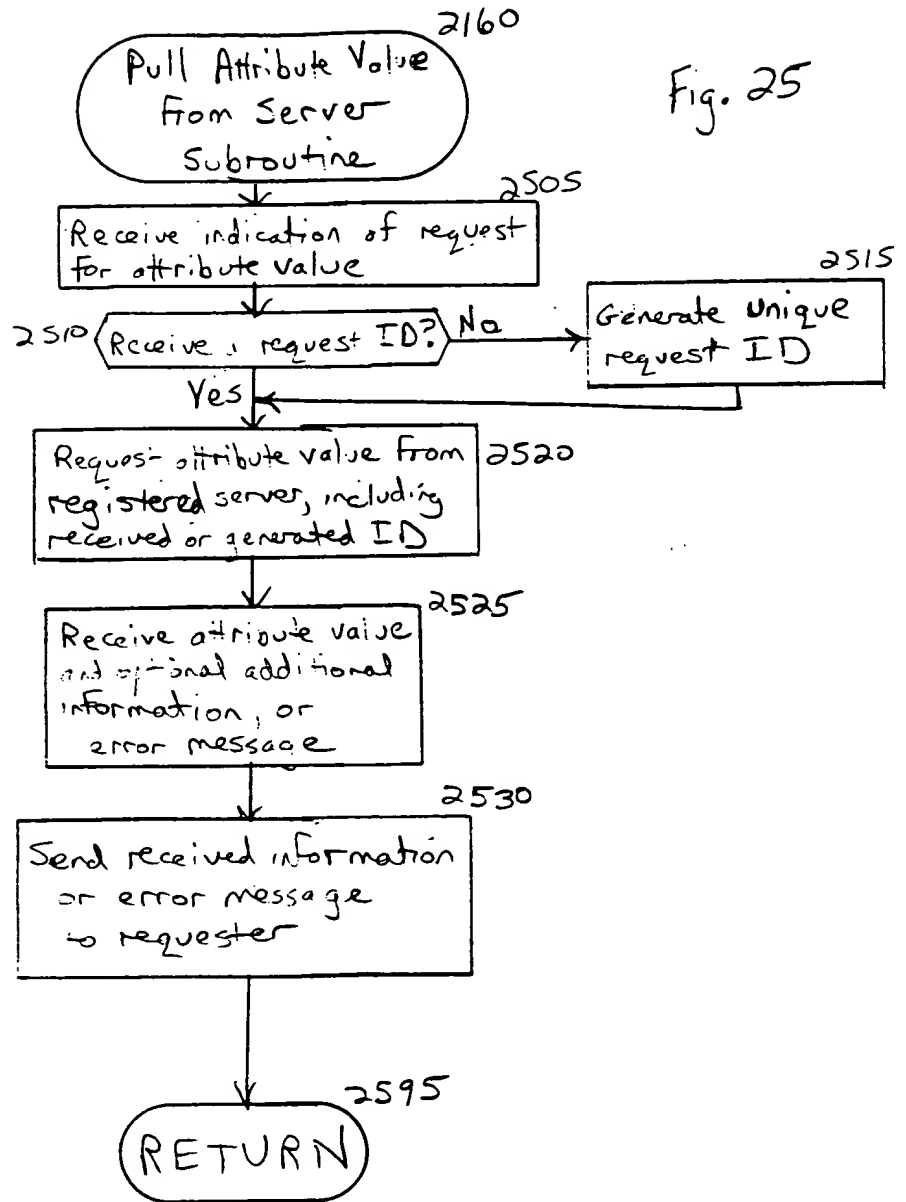 2160
Pull Attribute Value
From Server
Subroutine
Fig. 25
2505
Receive indication of request
for attribute value
2515
2510
Receive a request ID?
No
Generate Unique
request ID
Yes
Request attribute value from
registered server, including
received or generated ID
2520
2525
Receive attribute value
and optional additional
information, or
error message
2530
Send received information
or error message
to requester
2595
RETURN